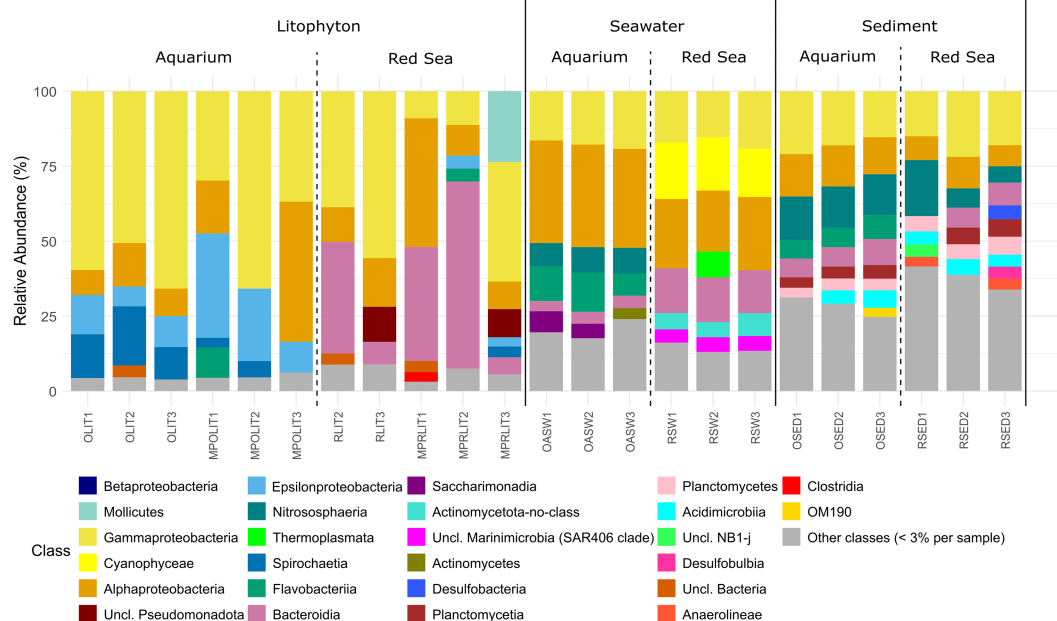 Litophyton Seawater Sediment
Aquarium Red Sea Aquarium Red Sea Aquarium Red Sea
Relative Abundance (%)
100
75
50
25
0
OLIT1 OLIT2 OLIT3 MPOLIT1 MPOLIT2 MPOLIT3 RLIT2 RLIT3 MPRLIT1 MPRLIT2 MPRLIT3 OASW1 OASW2 OASW3 RSW1 RSW2 RSW3 OSED1 OSED2 OSED3 RSED1 RSED2 RSED3
Class
Betaproteobacteria Epsilonproteobacteria Saccharimonadia Planctomycetes Clostridia
Mollicutes Nitrososphaeria Actinomycetota-no-class Acidimicrobiia OM190
Gammaproteobacteria Thermoplasmata Uncl. Marinimicrobia (SAR406 clade) Uncl. NB1-j Other classes (< 3% per sample)
Cyanophyceae Spirochaetia Actinomycetes Desulfobulbia
Alphaproteobacteria Flavobacteriia Desulfobacteria Uncl. Bacteria
Uncl. Pseudomonadota Bacteroidia Planctomycetia Anaerolineae